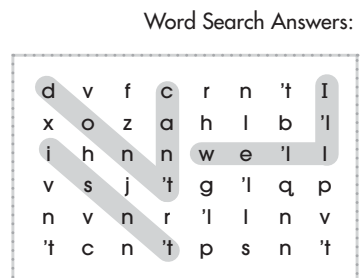 Word Search Answers:
d v f c r n 't I
x o z a h l b 'l
i h n n w e 'l l
v s j 't g 'l q p
n v n r 'l l n v
't c n 't p s n 't